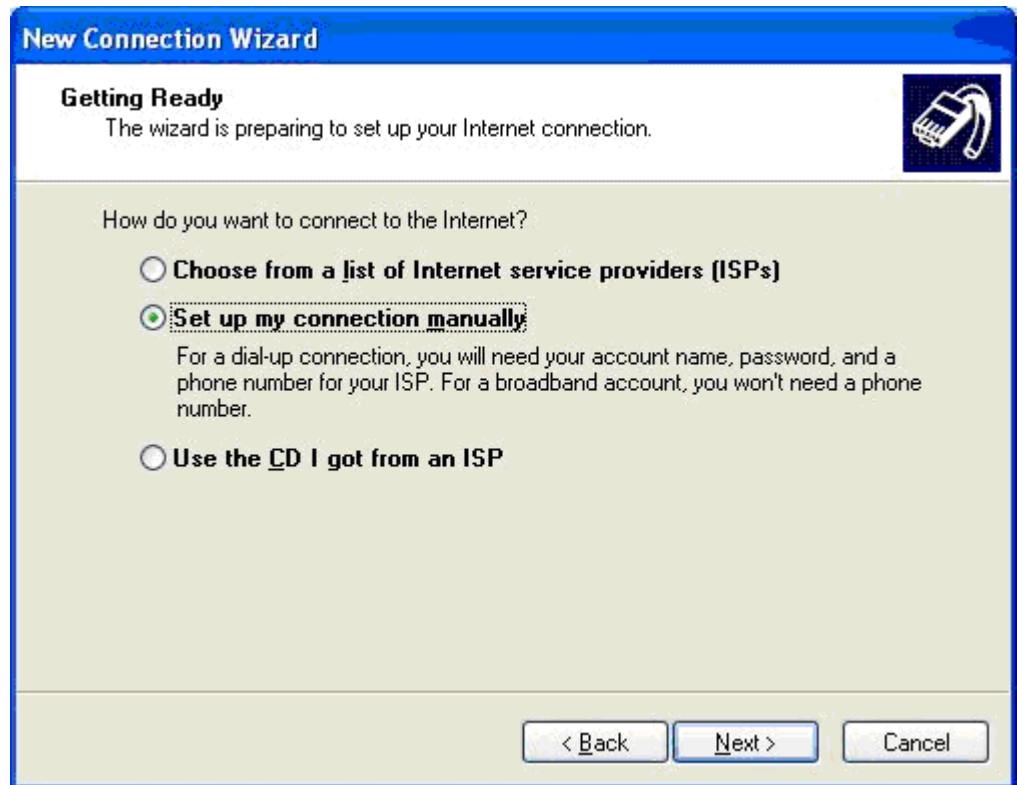 New Connection Wizard
Getting Ready
The wizard is preparing to set up your Internet connection.
How do you want to connect to the Internet?
Choose from a list of Internet service providers (ISPs)
Set up my connection manually
For a dial-up connection, you will need your account name, password, and a
phone number for your ISP. For a broadband account, you won't need a phone
number.
Use the CD I got from an ISP
< Back Next > Cancel